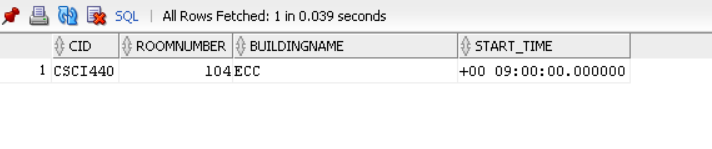 SQL | All Rows Fetched: 1 in 0.039 seconds
CID ROOMNUMBER BUILDINGNAME START_TIME
1 CSCI440 104 ECC +00 09:00:00.000000